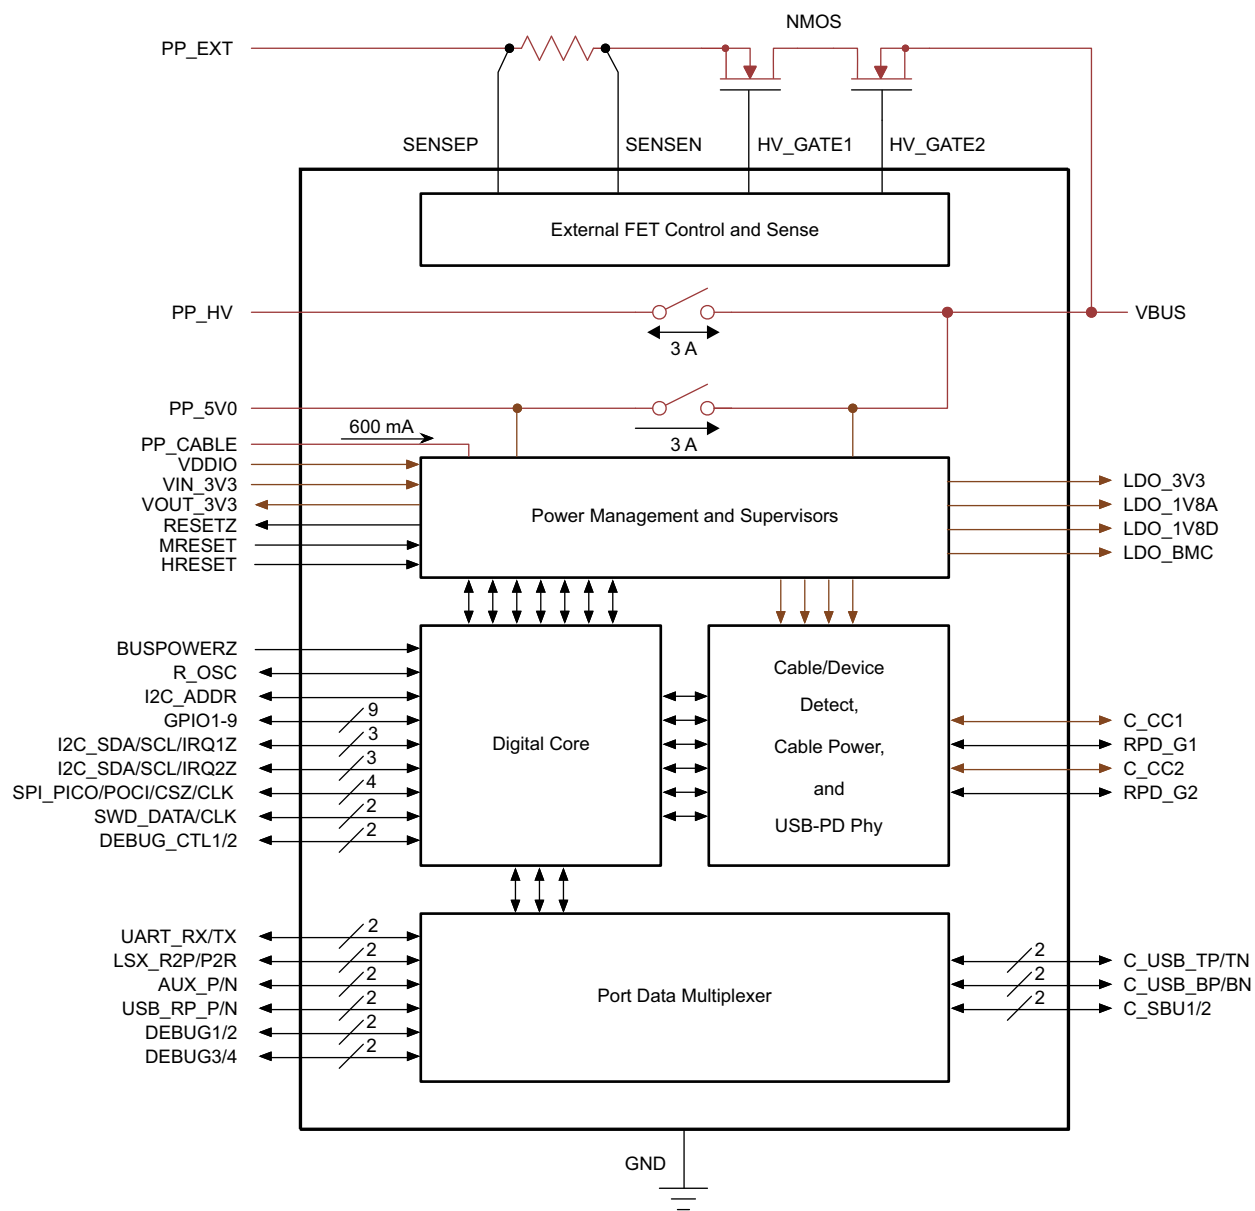 NMOS
PP_EXT
SENSEP
SENSEN
HV_GATE1
HV_GATE2
External FET Control and Sense
PP_HV
VBUS
3 A
PP_5V0
600 mA
3 A
PP_CABLE
VDDIO
VIN_3V3
VOUT_3V3
RESETZ
MRESET
HRESET
Power Management and Supervisors
LDO_3V3
LDO_1V8A
LDO_1V8D
LDO_BMC
BUSPOWERZ
R_OSC
I2C_ADDR
GPIO1-9
9
I2C_SDA/SCL/IRQ1Z
3
I2C_SDA/SCL/IRQ2Z
3
SPI_PICO/POCI/CSZ/CLK
4
SWD_DATA/CLK
2
DEBUG_CTL1/2
2
Digital Core
Cable/Device
Detect,
Cable Power,
and
USB-PD Phy
C_CC1
RPD_G1
C_CC2
RPD_G2
UART_RX/TX
2
LSX_R2P/P2R
2
AUX_P/N
2
USB_RP_P/N
2
DEBUG1/2
2
DEBUG3/4
2
Port Data Multiplexer
2
C_USB_TP/TN
2
C_USB_BP/BN
2
C_SBU1/2
GND